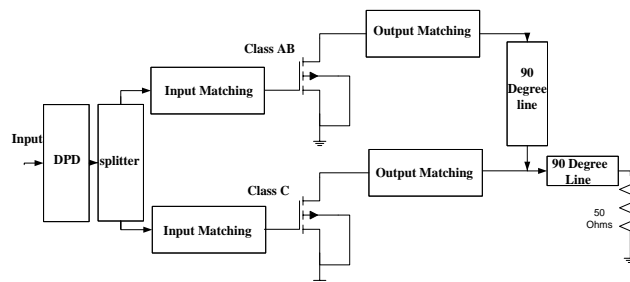 Input
DPD
splitter
Input Matching
Class AB
Output Matching
90
Degree
line
Input Matching
Class C
Output Matching
90 Degree
Line
50
Ohms